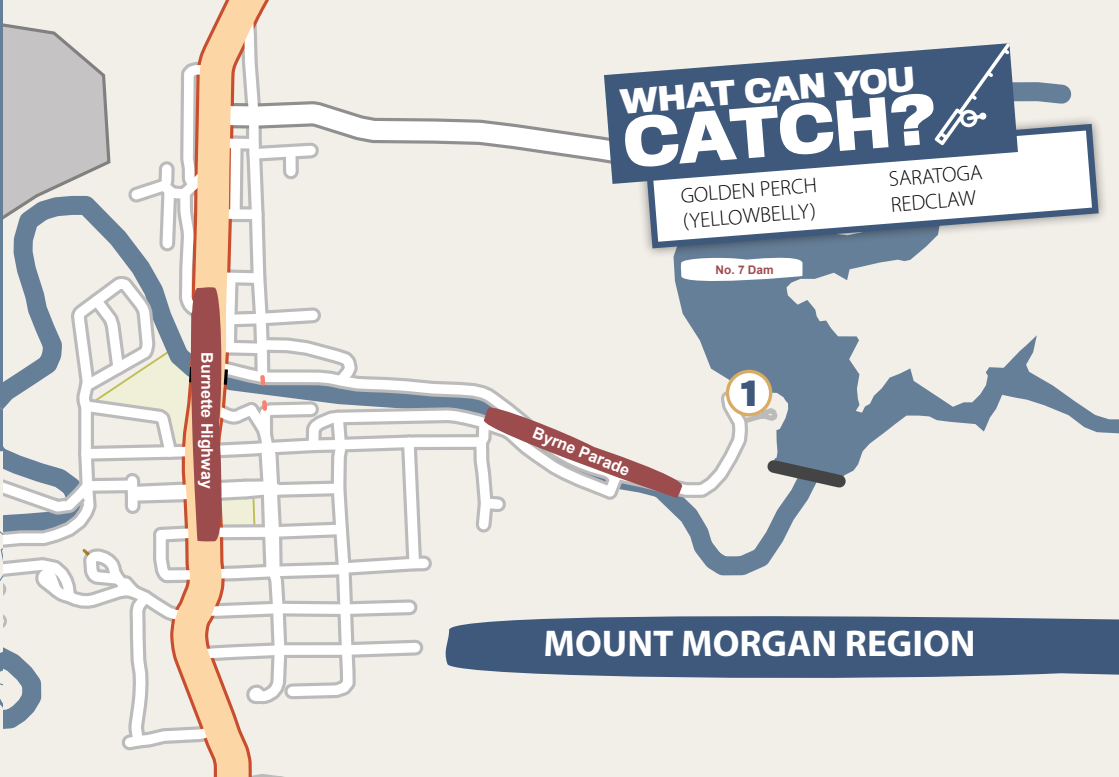 WHAT CAN YOU
CATCH?
GOLDEN PERCH
(YELLOWBELLY)
SARATOGA
REDCLAW
No. 7 Dam
1
Burnette Highway
Byrne Parade
MOUNT MORGAN REGION